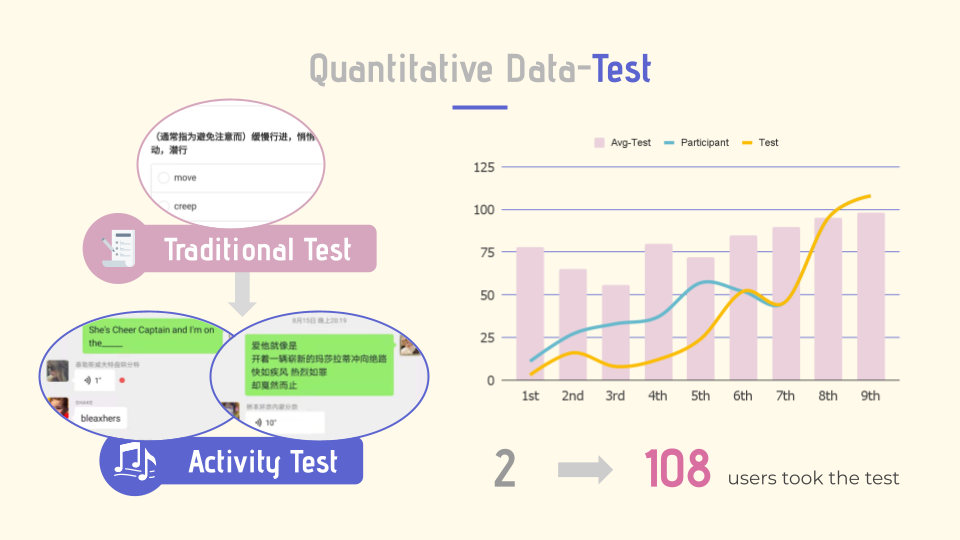 Quantitative Data-Test
(通常指为避免注意而）缓慢行进，悄悄
动，潜行
move
creep
Traditional Test
She's Cheer Captain and I'm on
the_____
1"
bleaxhers
8月15日 晚上20:19
爱他就像是
开着一辆崭新的玛莎拉蒂冲向绝路
快如疾风 热烈如罪
却戛然而止
10"
Activity Test
Avg-Test
Participant
Test
125
100
75
50
25
0
1st
2nd
3rd
4th
5th
6th
7th
8th
9th
2
108 users took the test